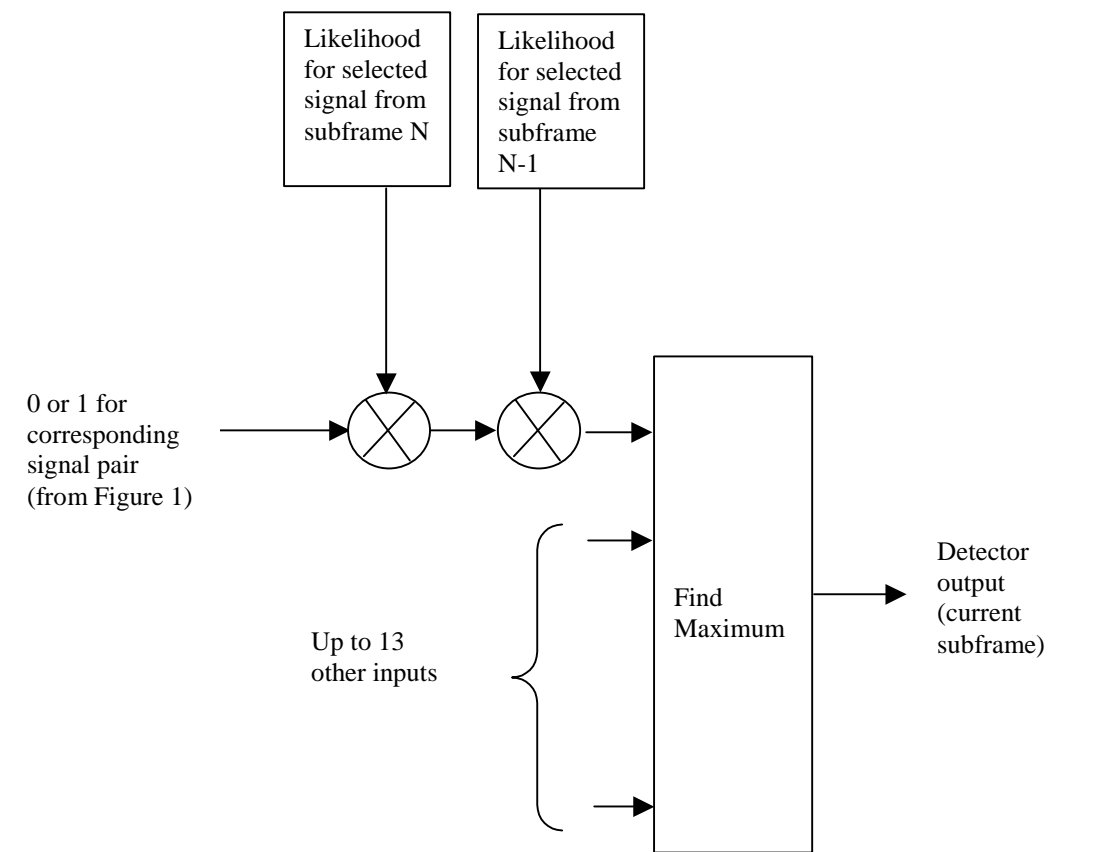 Likelihood
for selected
signal from
subframe N
Likelihood
for selected
signal from
subframe
N-1
0 or 1 for
corresponding
signal pair
(from Figure 1)
Up to 13
other inputs
Find
Maximum
Detector
output
(current
subframe)